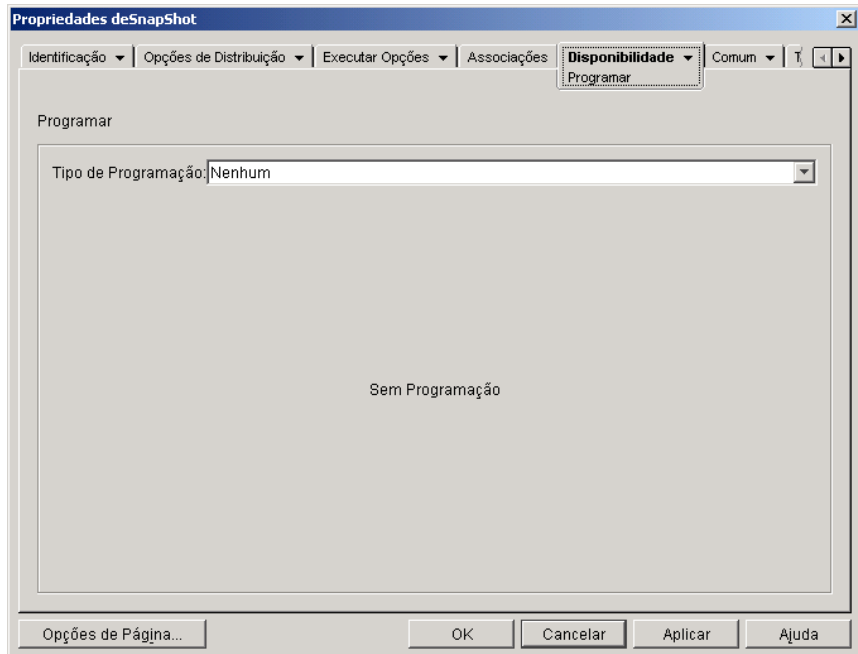 Propriedades deSnapShot
Identificação Opções de Distribuição Executar Opções Associações Disponibilidade Comum
Programar
Programar
Tipo de Programação: Nenhum
Sem Programação
Opções de Página... OK Cancelar Aplicar Ajuda